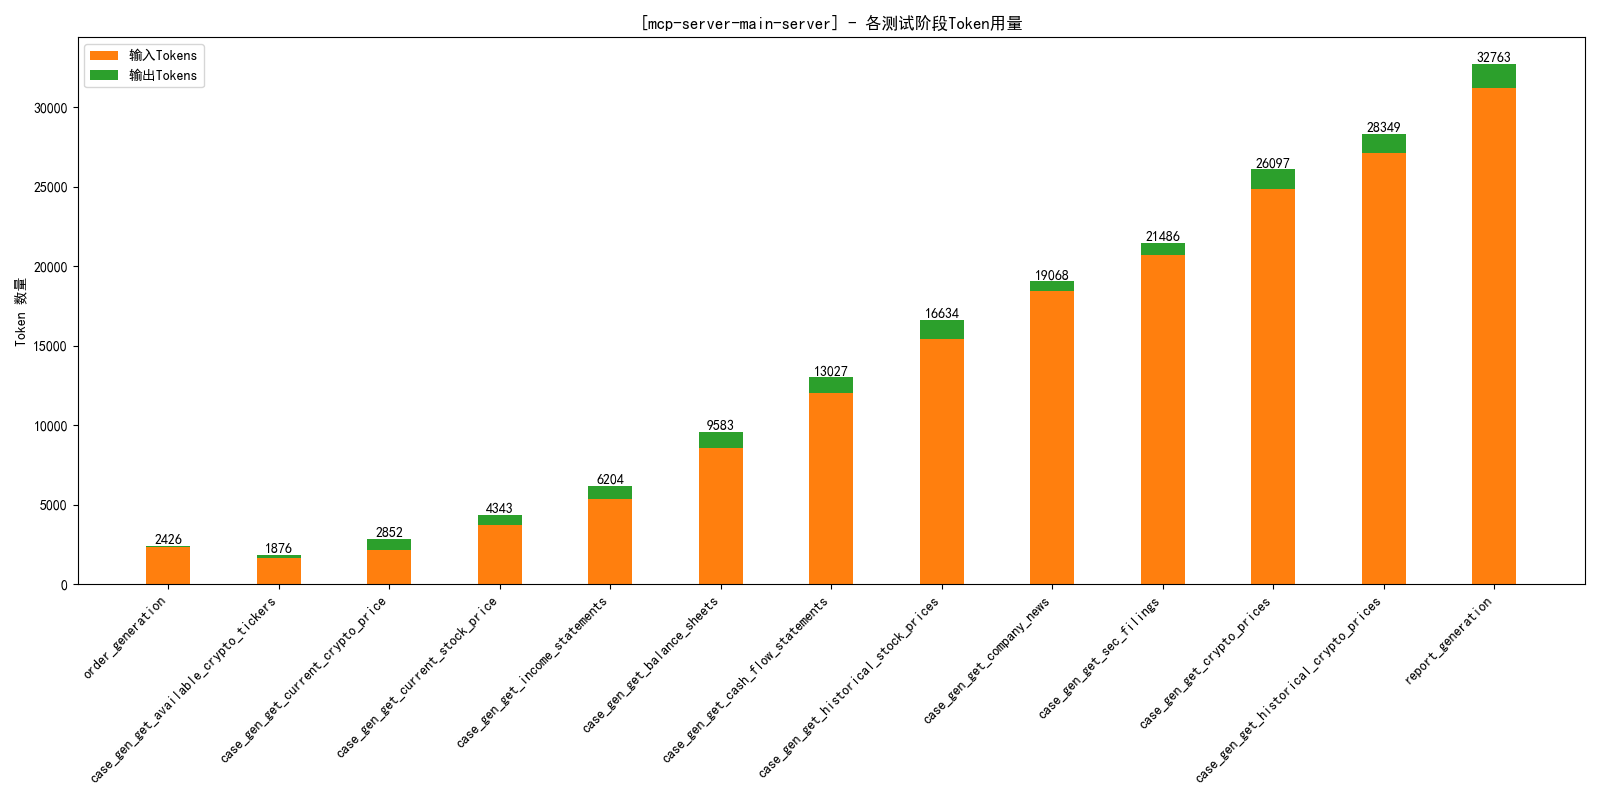 [mcp-server-main-server] - 各测试阶段Token用量
输入Tokens
输出Tokens
Token 数量
30000
25000
20000
15000
10000
5000
0
2426
1876
2852
4343
6204
9583
13027
16634
19068
21486
26097
28349
32763
order_generation
case_gen_get_available_crypto_tickers
case_gen_get_current_crypto_price
case_gen_get_current_stock_price
case_gen_get_income_statements
case_gen_get_balance_sheets
case_gen_get_cash_flow_statements
case_gen_get_historical_stock_prices
case_gen_get_company_news
case_gen_get_sec_filings
case_gen_get_crypto_prices
case_gen_get_historical_crypto_prices
report_generation